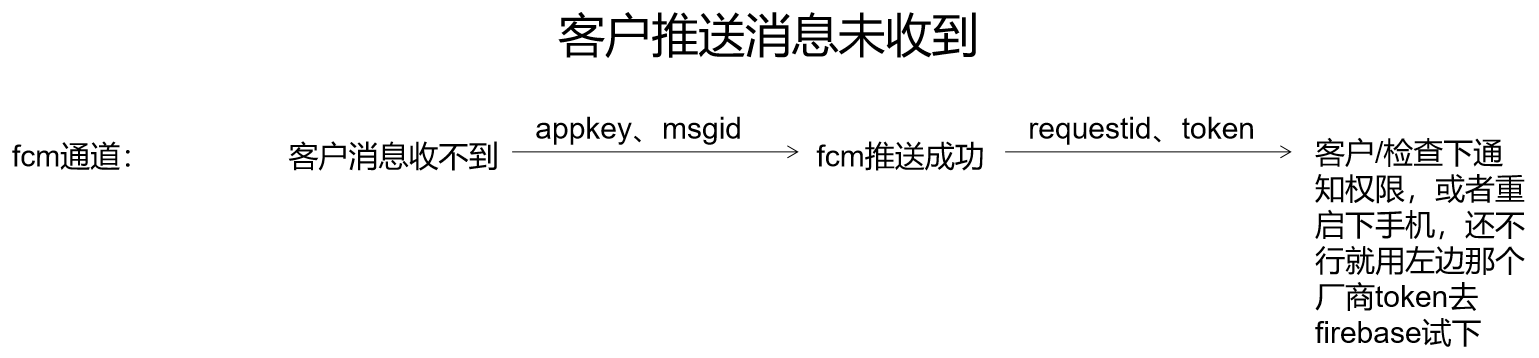 客户推送消息未收到
fcm通道：
客户消息收不到
appkey、msgid
fcm推送成功
requestid、token
客户/检查下通
知权限，或者重
启下手机，还不
行就用左边那个
厂商token去
firebase试下